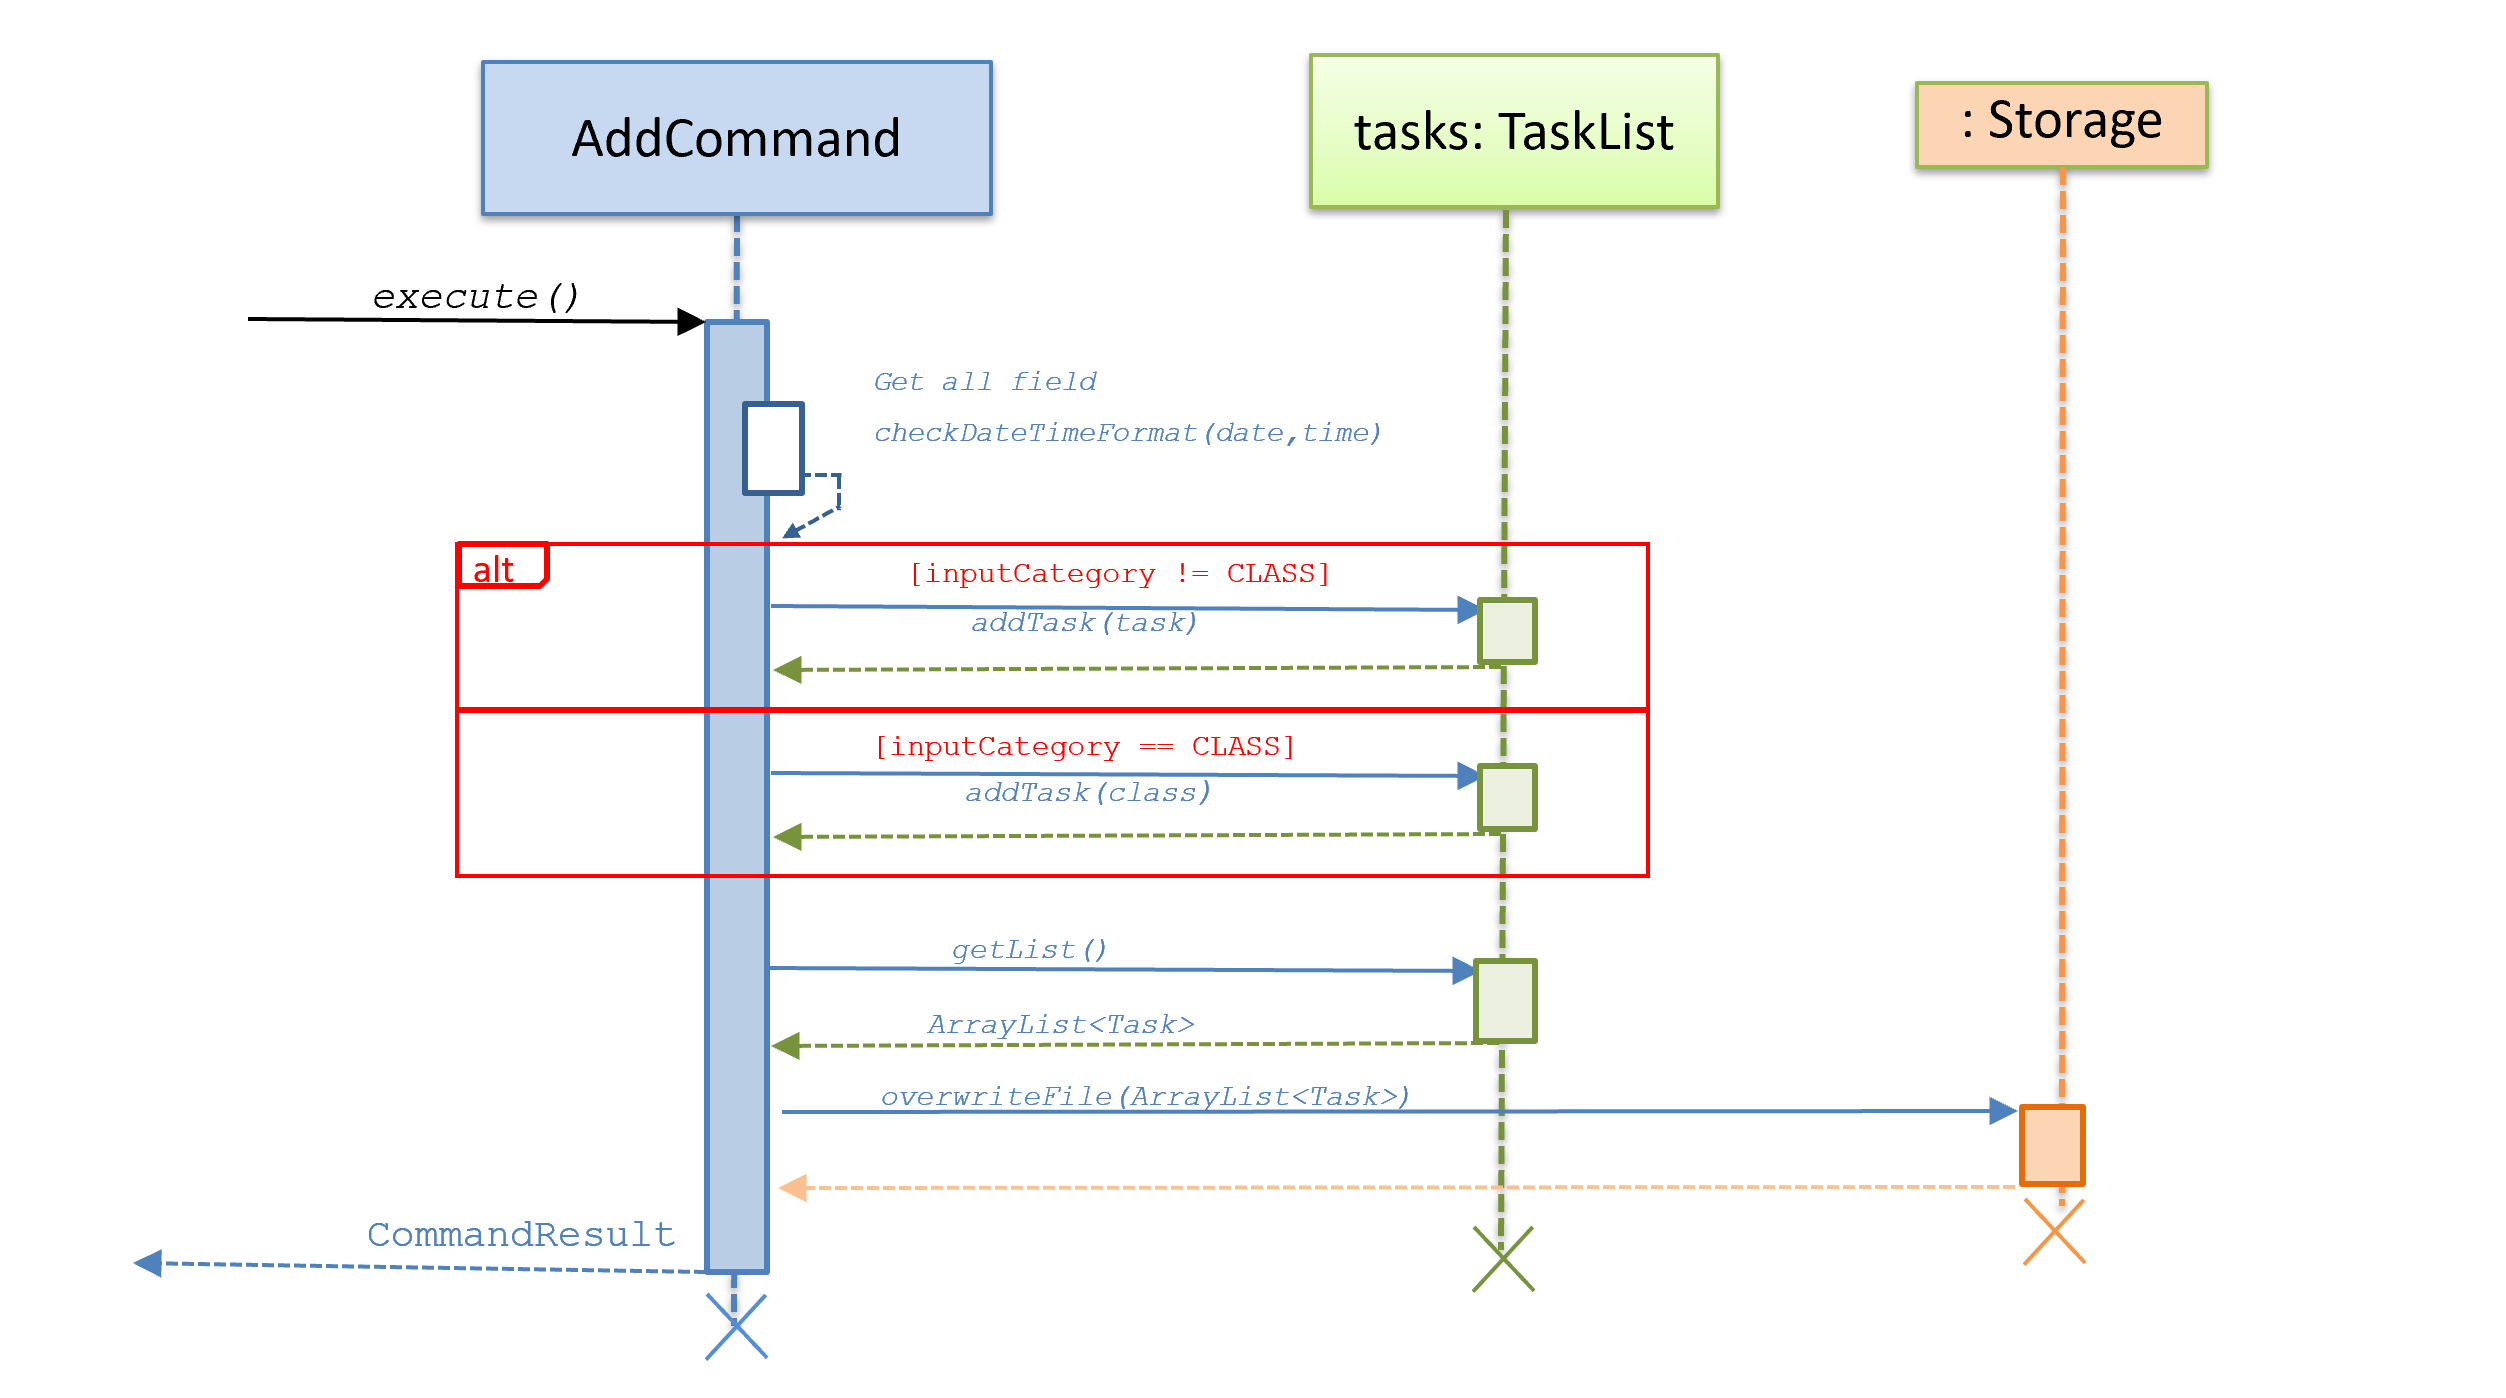 AddCommand
tasks: TaskList
: Storage
execute()
Get all field
checkDateTimeFormat(date,time)
alt
[inputCategory != CLASS]
addTask(task)
[inputCategory == CLASS]
addTask(class)
getList()
ArrayList<Task>
overwriteFile(ArrayList<Task>)
CommandResult